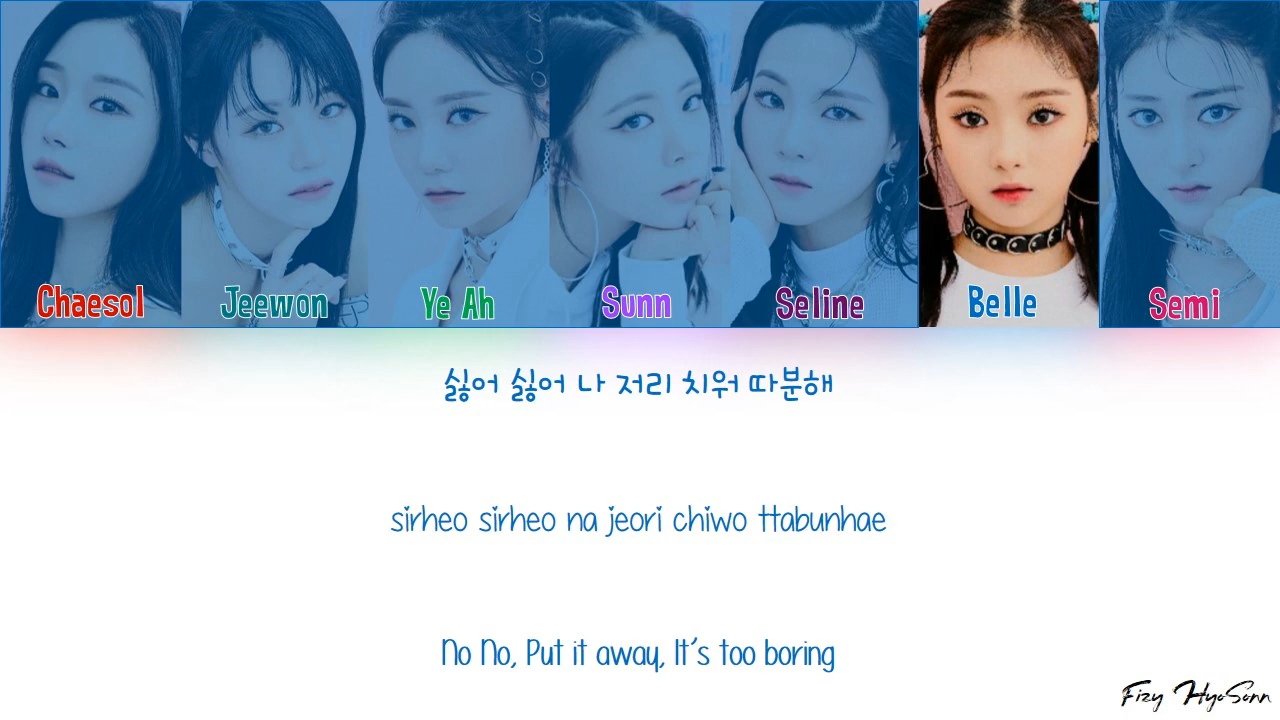 Chaesol Jeewon Ye Ah Sunn Seline Belle Semi
싫어 싫어 나 저리 치워 따분해
sirheo sirheo na jeori chiwo ttabunhae
No No, Put it away, It's too boring
Fizy HyoSonn